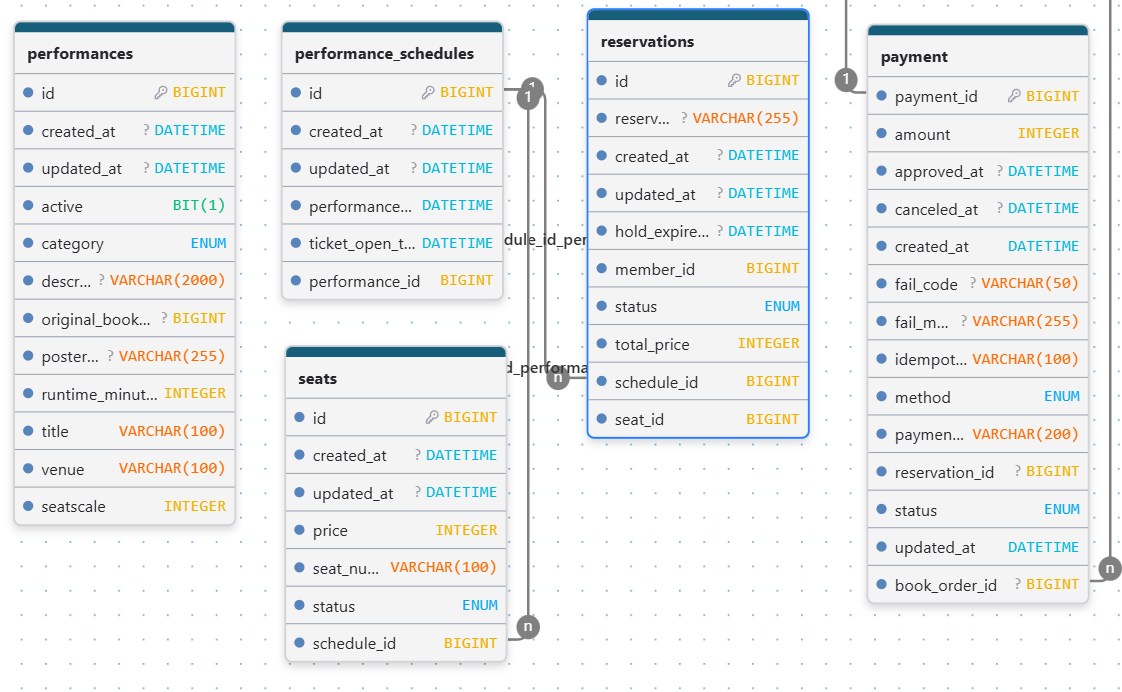 performances
id BIGINT
created_at ? DATETIME
updated_at ? DATETIME
active BIT(1)
category ENUM
descr... ? VARCHAR(2000)
original_book... ? BIGINT
poster... ? VARCHAR(255)
runtime_minut... INTEGER
title VARCHAR(100)
venue VARCHAR(100)
seatscale INTEGER
performance_schedules
id BIGINT
created_at ? DATETIME
updated_at ? DATETIME
performance... DATETIME
ticket_open_t... DATETIME
performance_id BIGINT
seats
id BIGINT
created_at ? DATETIME
updated_at ? DATETIME
price INTEGER
seat_nu... VARCHAR(100)
status ENUM
schedule_id BIGINT
1
1
dule_id_per
d_performa
n
n
reservations
id BIGINT
reserv... ? VARCHAR(255)
created_at ? DATETIME
updated_at ? DATETIME
hold_expire... ? DATETIME
member_id BIGINT
status ENUM
total_price INTEGER
schedule_id BIGINT
seat_id BIGINT
1
payment
payment_id BIGINT
amount INTEGER
approved_at ? DATETIME
canceled_at ? DATETIME
created_at DATETIME
fail_code ? VARCHAR(50)
fail_m... ? VARCHAR(255)
idempot... VARCHAR(100)
method ENUM
paymen... VARCHAR(200)
reservation_id ? BIGINT
status ENUM
updated_at DATETIME
book_order_id ? BIGINT
n